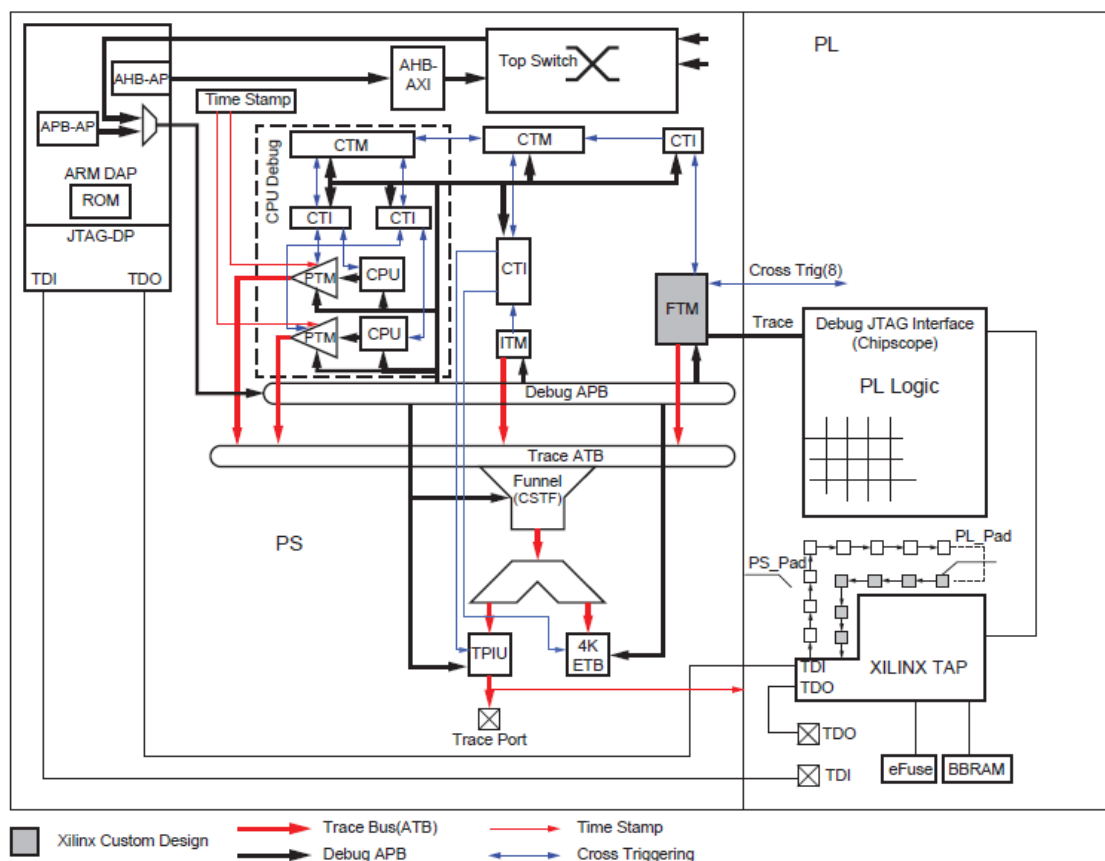 PL
AHB-AP
AHB-
AXI
Top Switch
Time Stamp
APB-AP
ARM DAP
ROM
JTAG-DP
TDI
TDO
CPU Debug
CTM
CTM
CTI
CTI
CTI
CTI
PTM
CPU
PTM
CPU
ITM
FTM
Cross Trig(8)
Trace
Debug JTAG Interface
(Chipscope)
PL Logic
Debug APB
Trace ATB
Funnel
(CSTF)
PS
PS_Pad
PL_Pad
TPIU
4K
ETB
Trace Port
TDI
TDO
XILINX TAP
TDO
TDI
eFuse
BBRAM
Xilinx Custom Design
Trace Bus(ATB)
Time Stamp
Debug APB
Cross Triggering